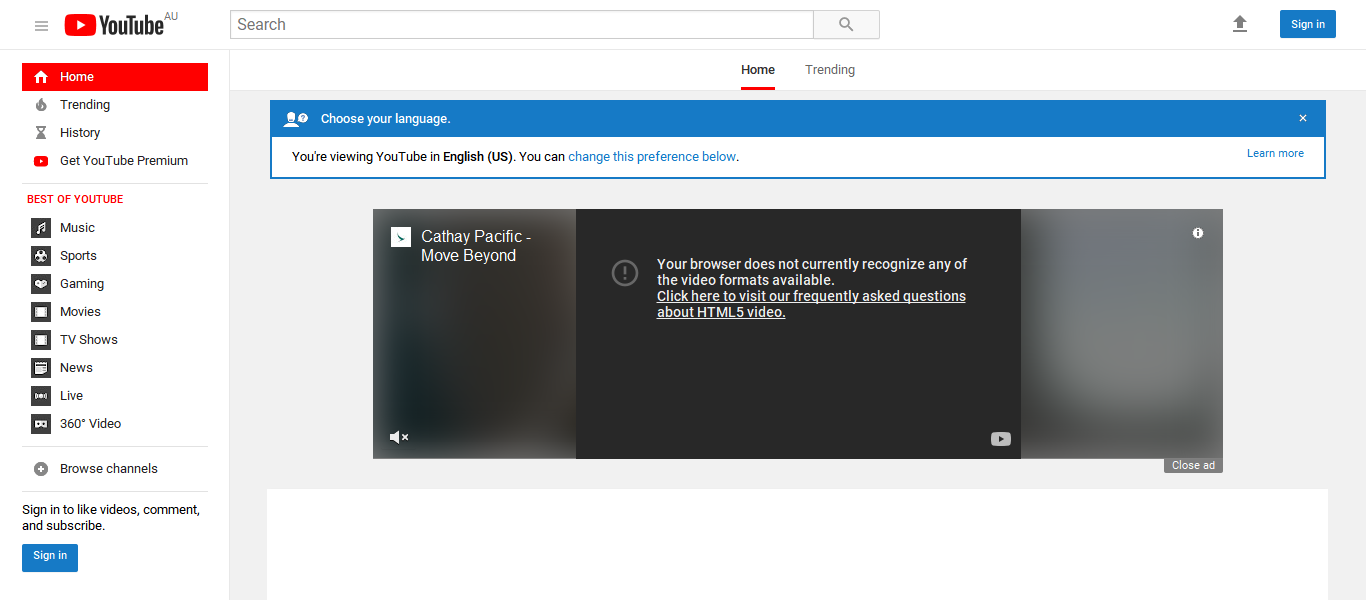 YouTube AU
Search
Sign in
Home
Trending
History
Get YouTube Premium
BEST OF YOUTUBE
Music
Sports
Gaming
Movies
TV Shows
News
Live
360° Video
Browse channels
Sign in to like videos, comment,
and subscribe.
Sign in
Home Trending
Choose your language.
You're viewing YouTube in English (US). You can change this preference below.
Learn more
Cathay Pacific -
Move Beyond
Your browser does not currently recognize any of
the video formats available.
Click here to visit our frequently asked questions
about HTML5 video.
Close ad